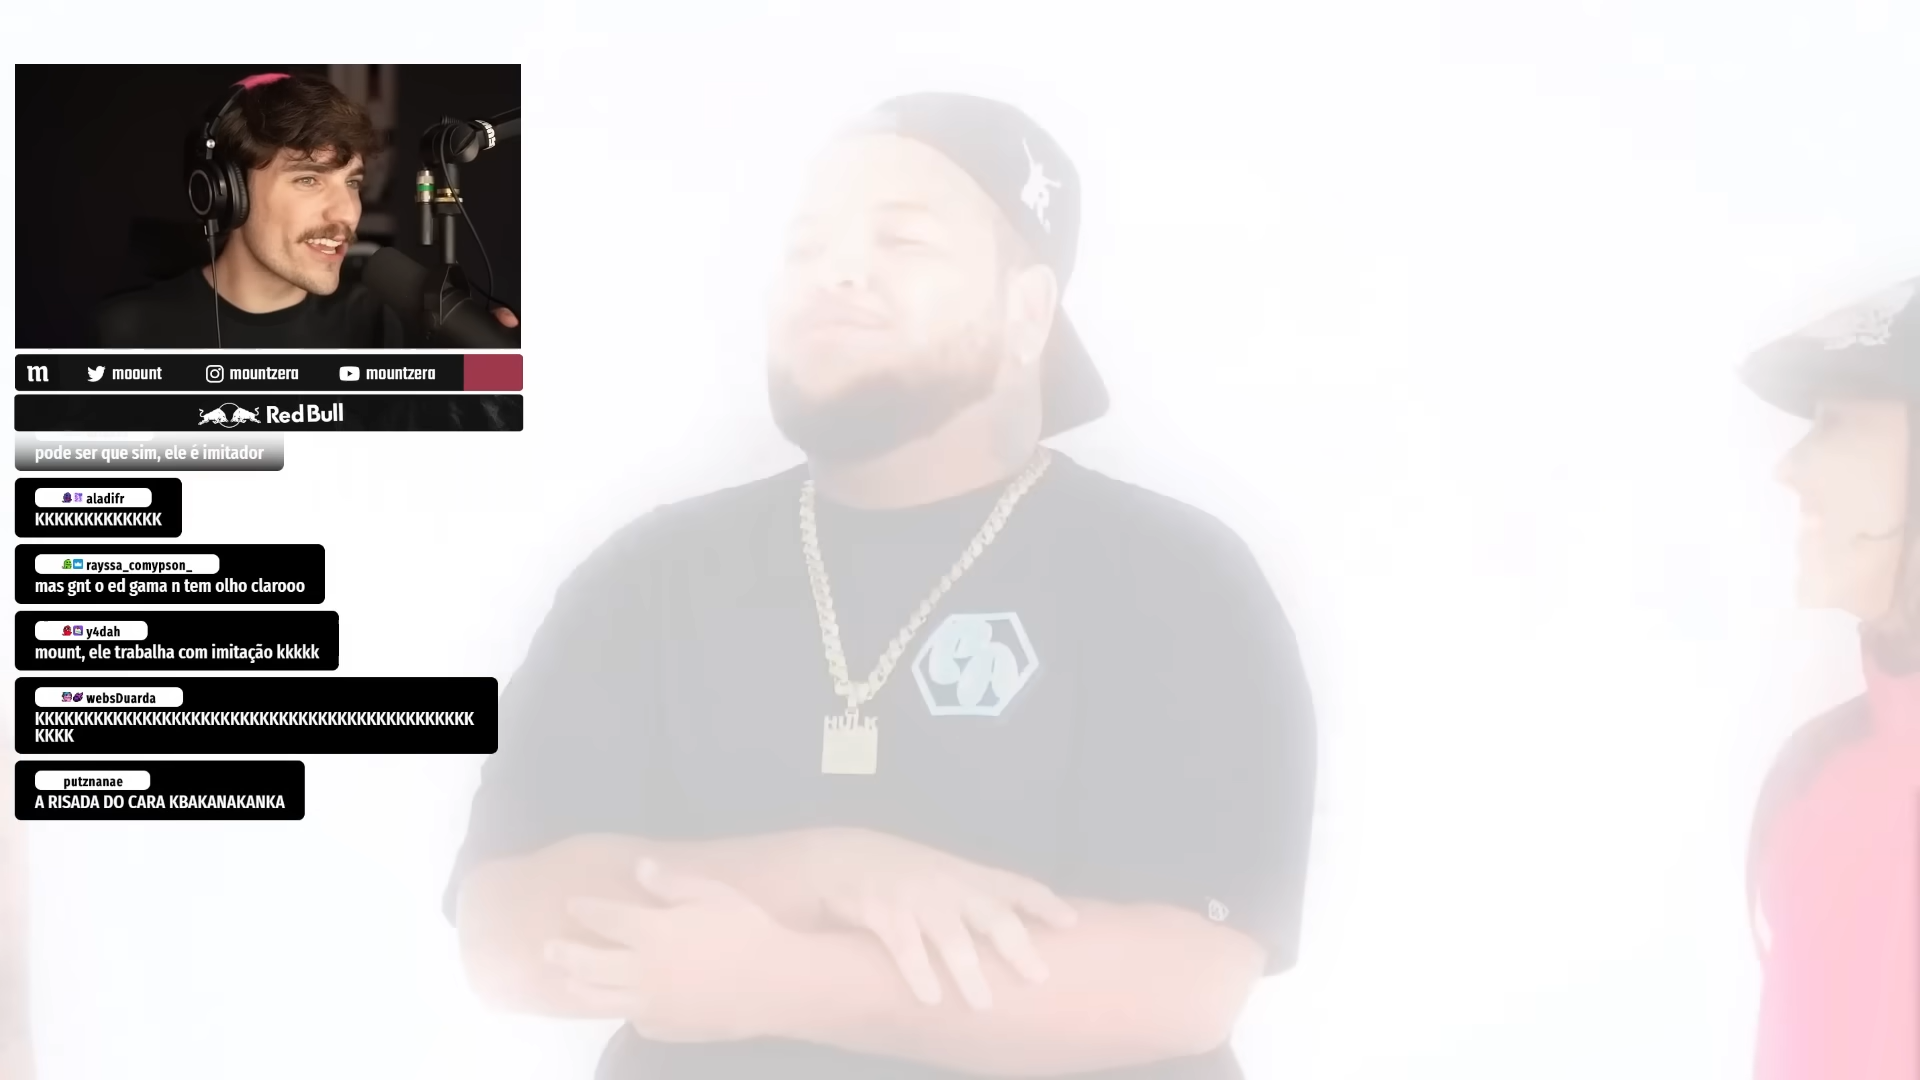 m moount mountzera mountzera
Red Bull
pode ser que sim, ele é imitador
aladifr
KKKKKKKKKKKKK
rayssa_comypson_
mas gnt o ed gama n tem olho clarooo
y4dah
mount, ele trabalha com imitação kkkkk
websDuarda
KKKKKKKKKKKKKKKKKKKKKKKKKKKKKKKKKKKKKKKKKKKKK
KKKK
putznanae
A RISADA DO CARA KBAKANAKANKA
HULK